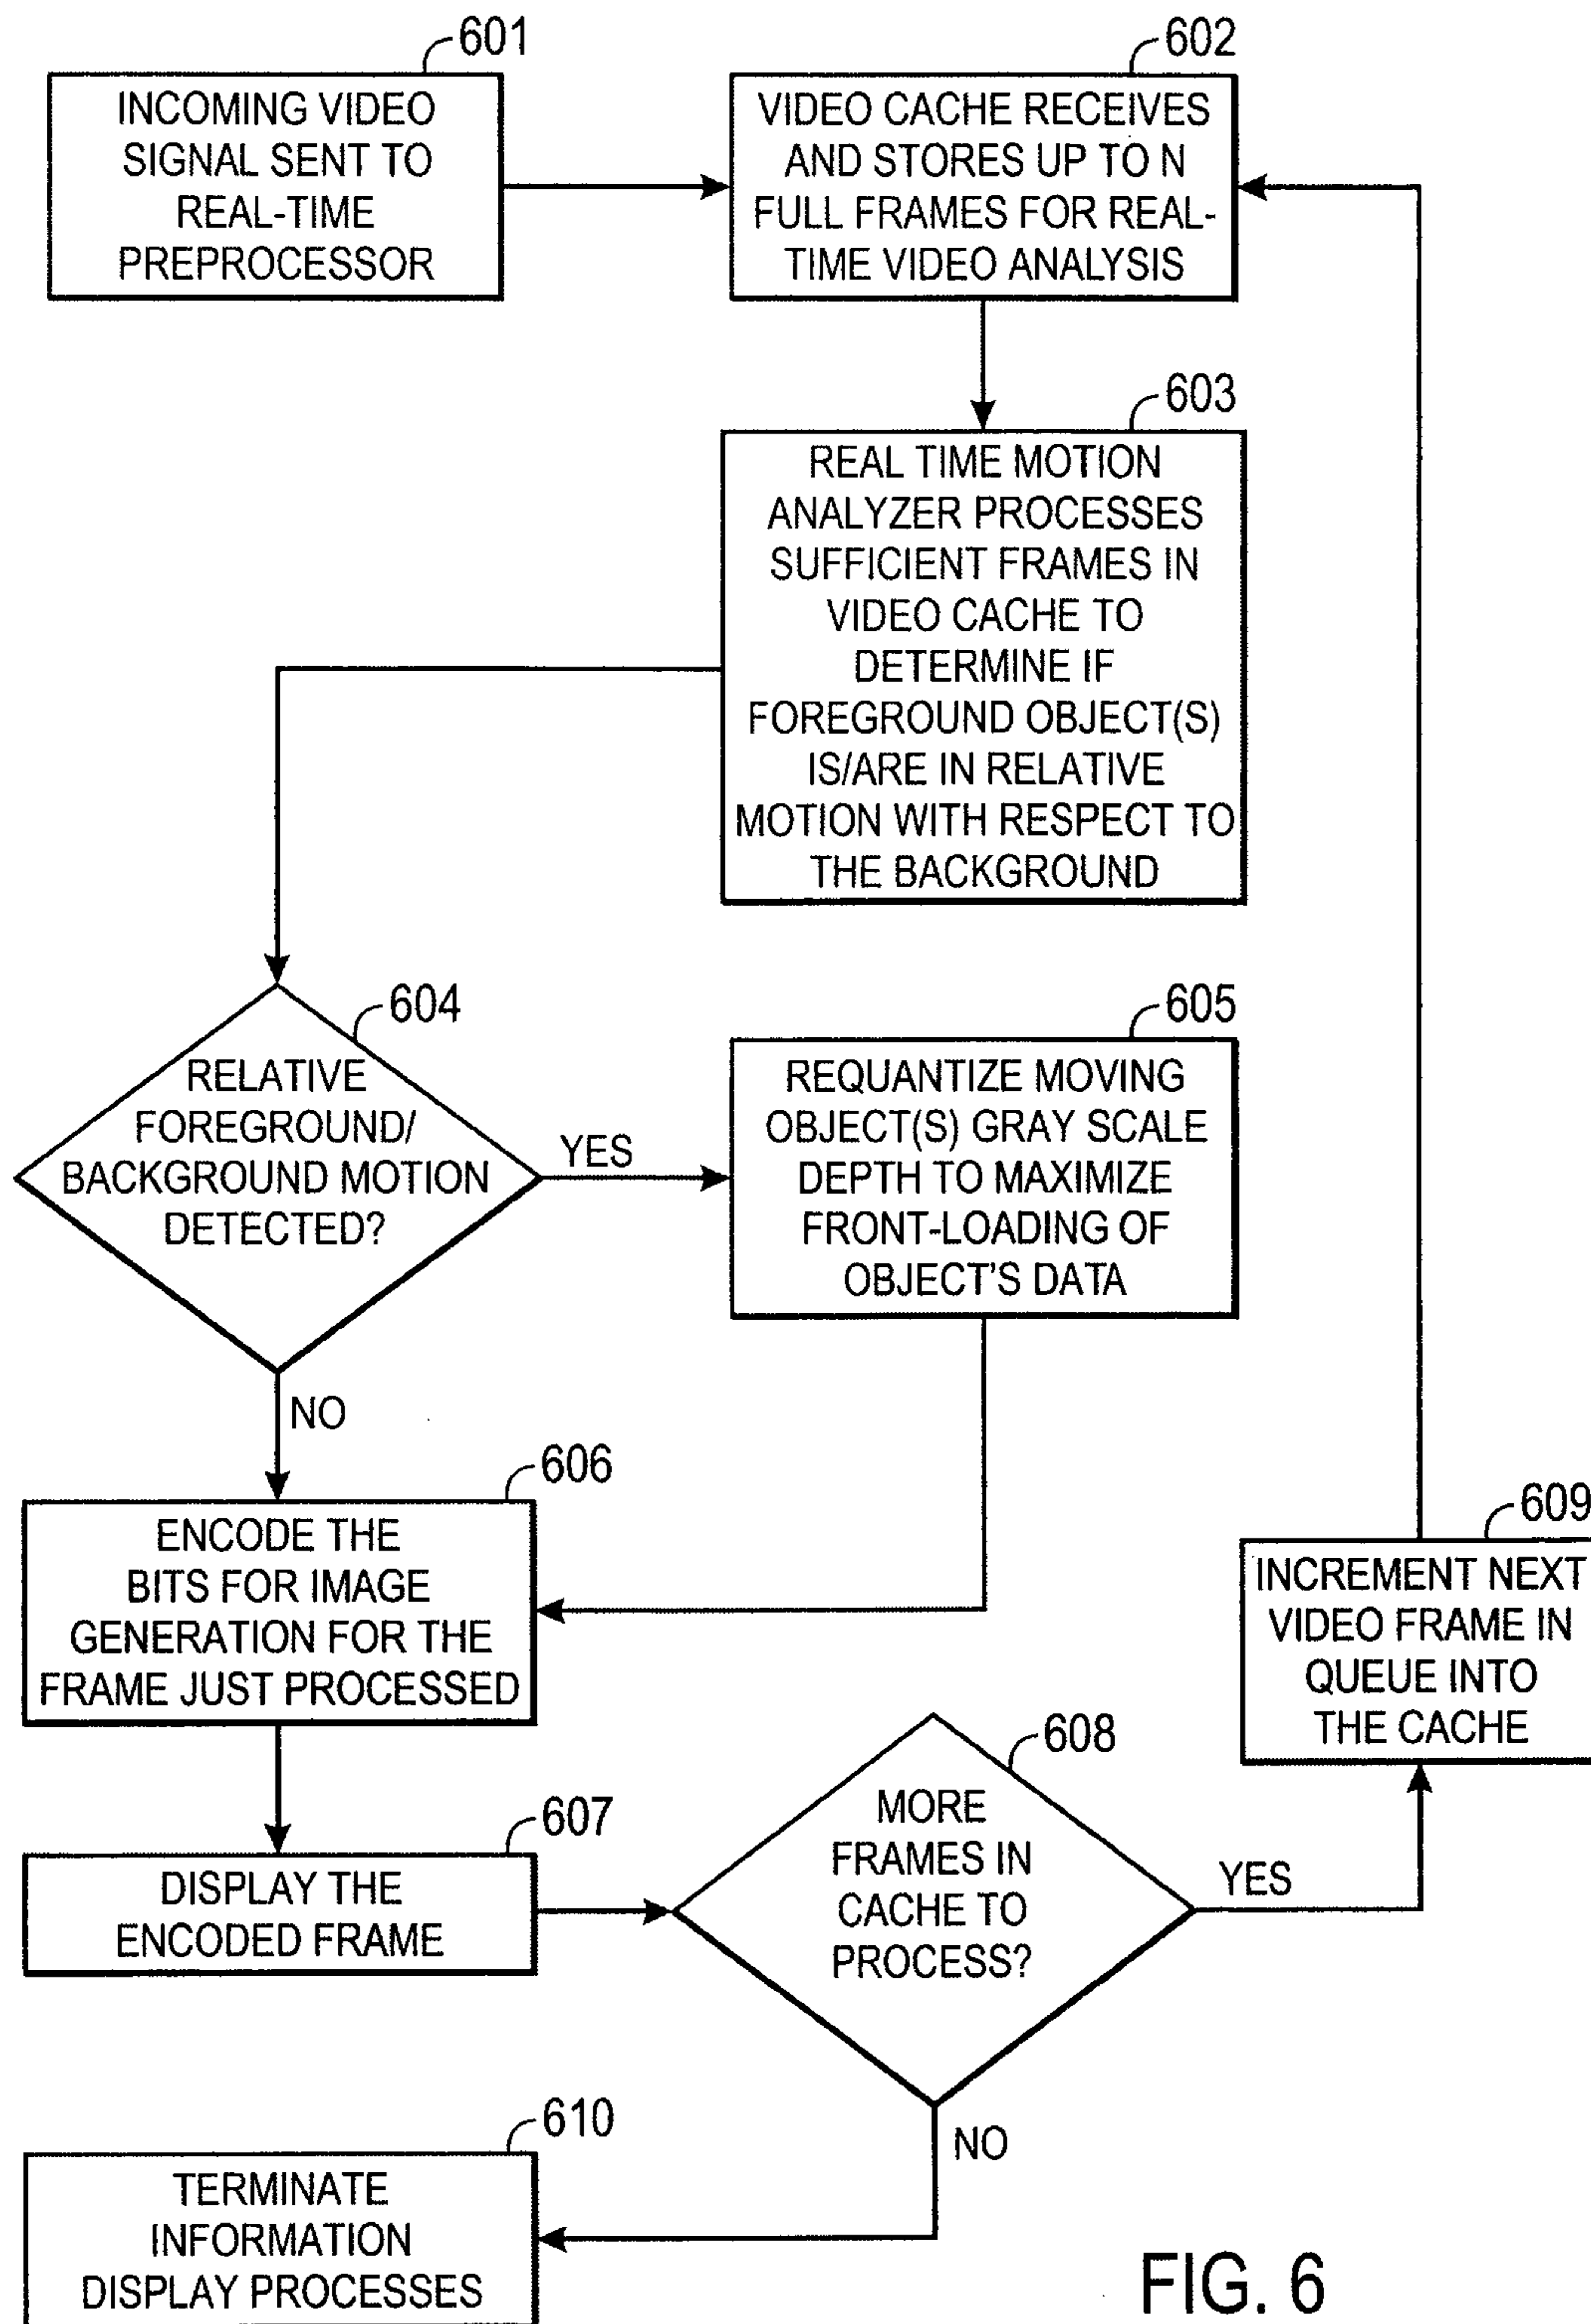 601
INCOMING VIDEO
SIGNAL SENT TO
REAL-TIME
PREPROCESSOR
602
VIDEO CACHE RECEIVES
AND STORES UP TO N
FULL FRAMES FOR REAL-
TIME VIDEO ANALYSIS
603
REAL TIME MOTION
ANALYZER PROCESSES
SUFFICIENT FRAMES IN
VIDEO CACHE TO
DETERMINE IF
FOREGROUND OBJECT(S)
IS/ARE IN RELATIVE
MOTION WITH RESPECT TO
THE BACKGROUND
604
RELATIVE
FOREGROUND/
BACKGROUND MOTION
DETECTED?
YES
605
REQUANTIZE MOVING
OBJECT(S) GRAY SCALE
DEPTH TO MAXIMIZE
FRONT-LOADING OF
OBJECT'S DATA
NO
606
ENCODE THE
BITS FOR IMAGE
GENERATION FOR THE
FRAME JUST PROCESSED
607
DISPLAY THE
ENCODED FRAME
608
MORE
FRAMES IN
CACHE TO
PROCESS?
YES
609
INCREMENT NEXT
VIDEO FRAME IN
QUEUE INTO
THE CACHE
NO
610
TERMINATE
INFORMATION
DISPLAY PROCESSES
FIG. 6